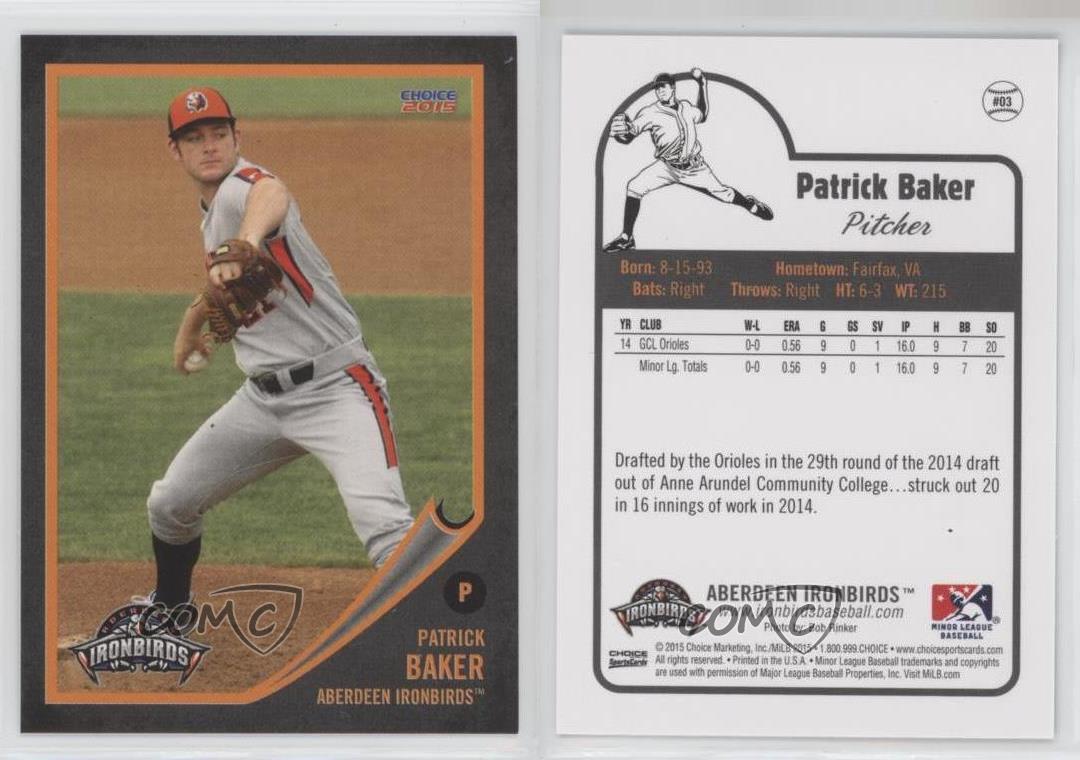 CHOICE
2015
P
PATRICK
BAKER
ABERDEEN IRONBIRDS™
IRONBIRDS
COMC
#03
Patrick Baker
Pitcher
Born: 8-15-93 Hometown: Fairfax, VA
Bats: Right Throws: Right HT: 6-3 WT: 215
YR CLUB W-L ERA G GS SV IP H BB SO
14 GCL Orioles 0-0 0.56 9 0 1 16.0 9 7 20
Minor Lg. Totals 0-0 0.56 9 0 1 16.0 9 7 20
Drafted by the Orioles in the 29th round of the 2014 draft
out of Anne Arundel Community College...struck out 20
in 16 innings of work in 2014.
IRONBIRDS
ABERDEEN IRONBIRDS™
www.ironbirdsbaseball.com
Photo by: Bob Rinker
COMC
MINOR LEAGUE
BASEBALL®
CHOICE
SportsCards
© 2015 Choice Marketing, Inc./MiLB 2015 • 1.800.999.CHOICE • www.choicesportscards.com
All rights reserved. • Printed in the U.S.A. • Minor League Baseball trademarks and copyrights
are used with permission of Major League Baseball Properties, Inc. Visit MiLB.com